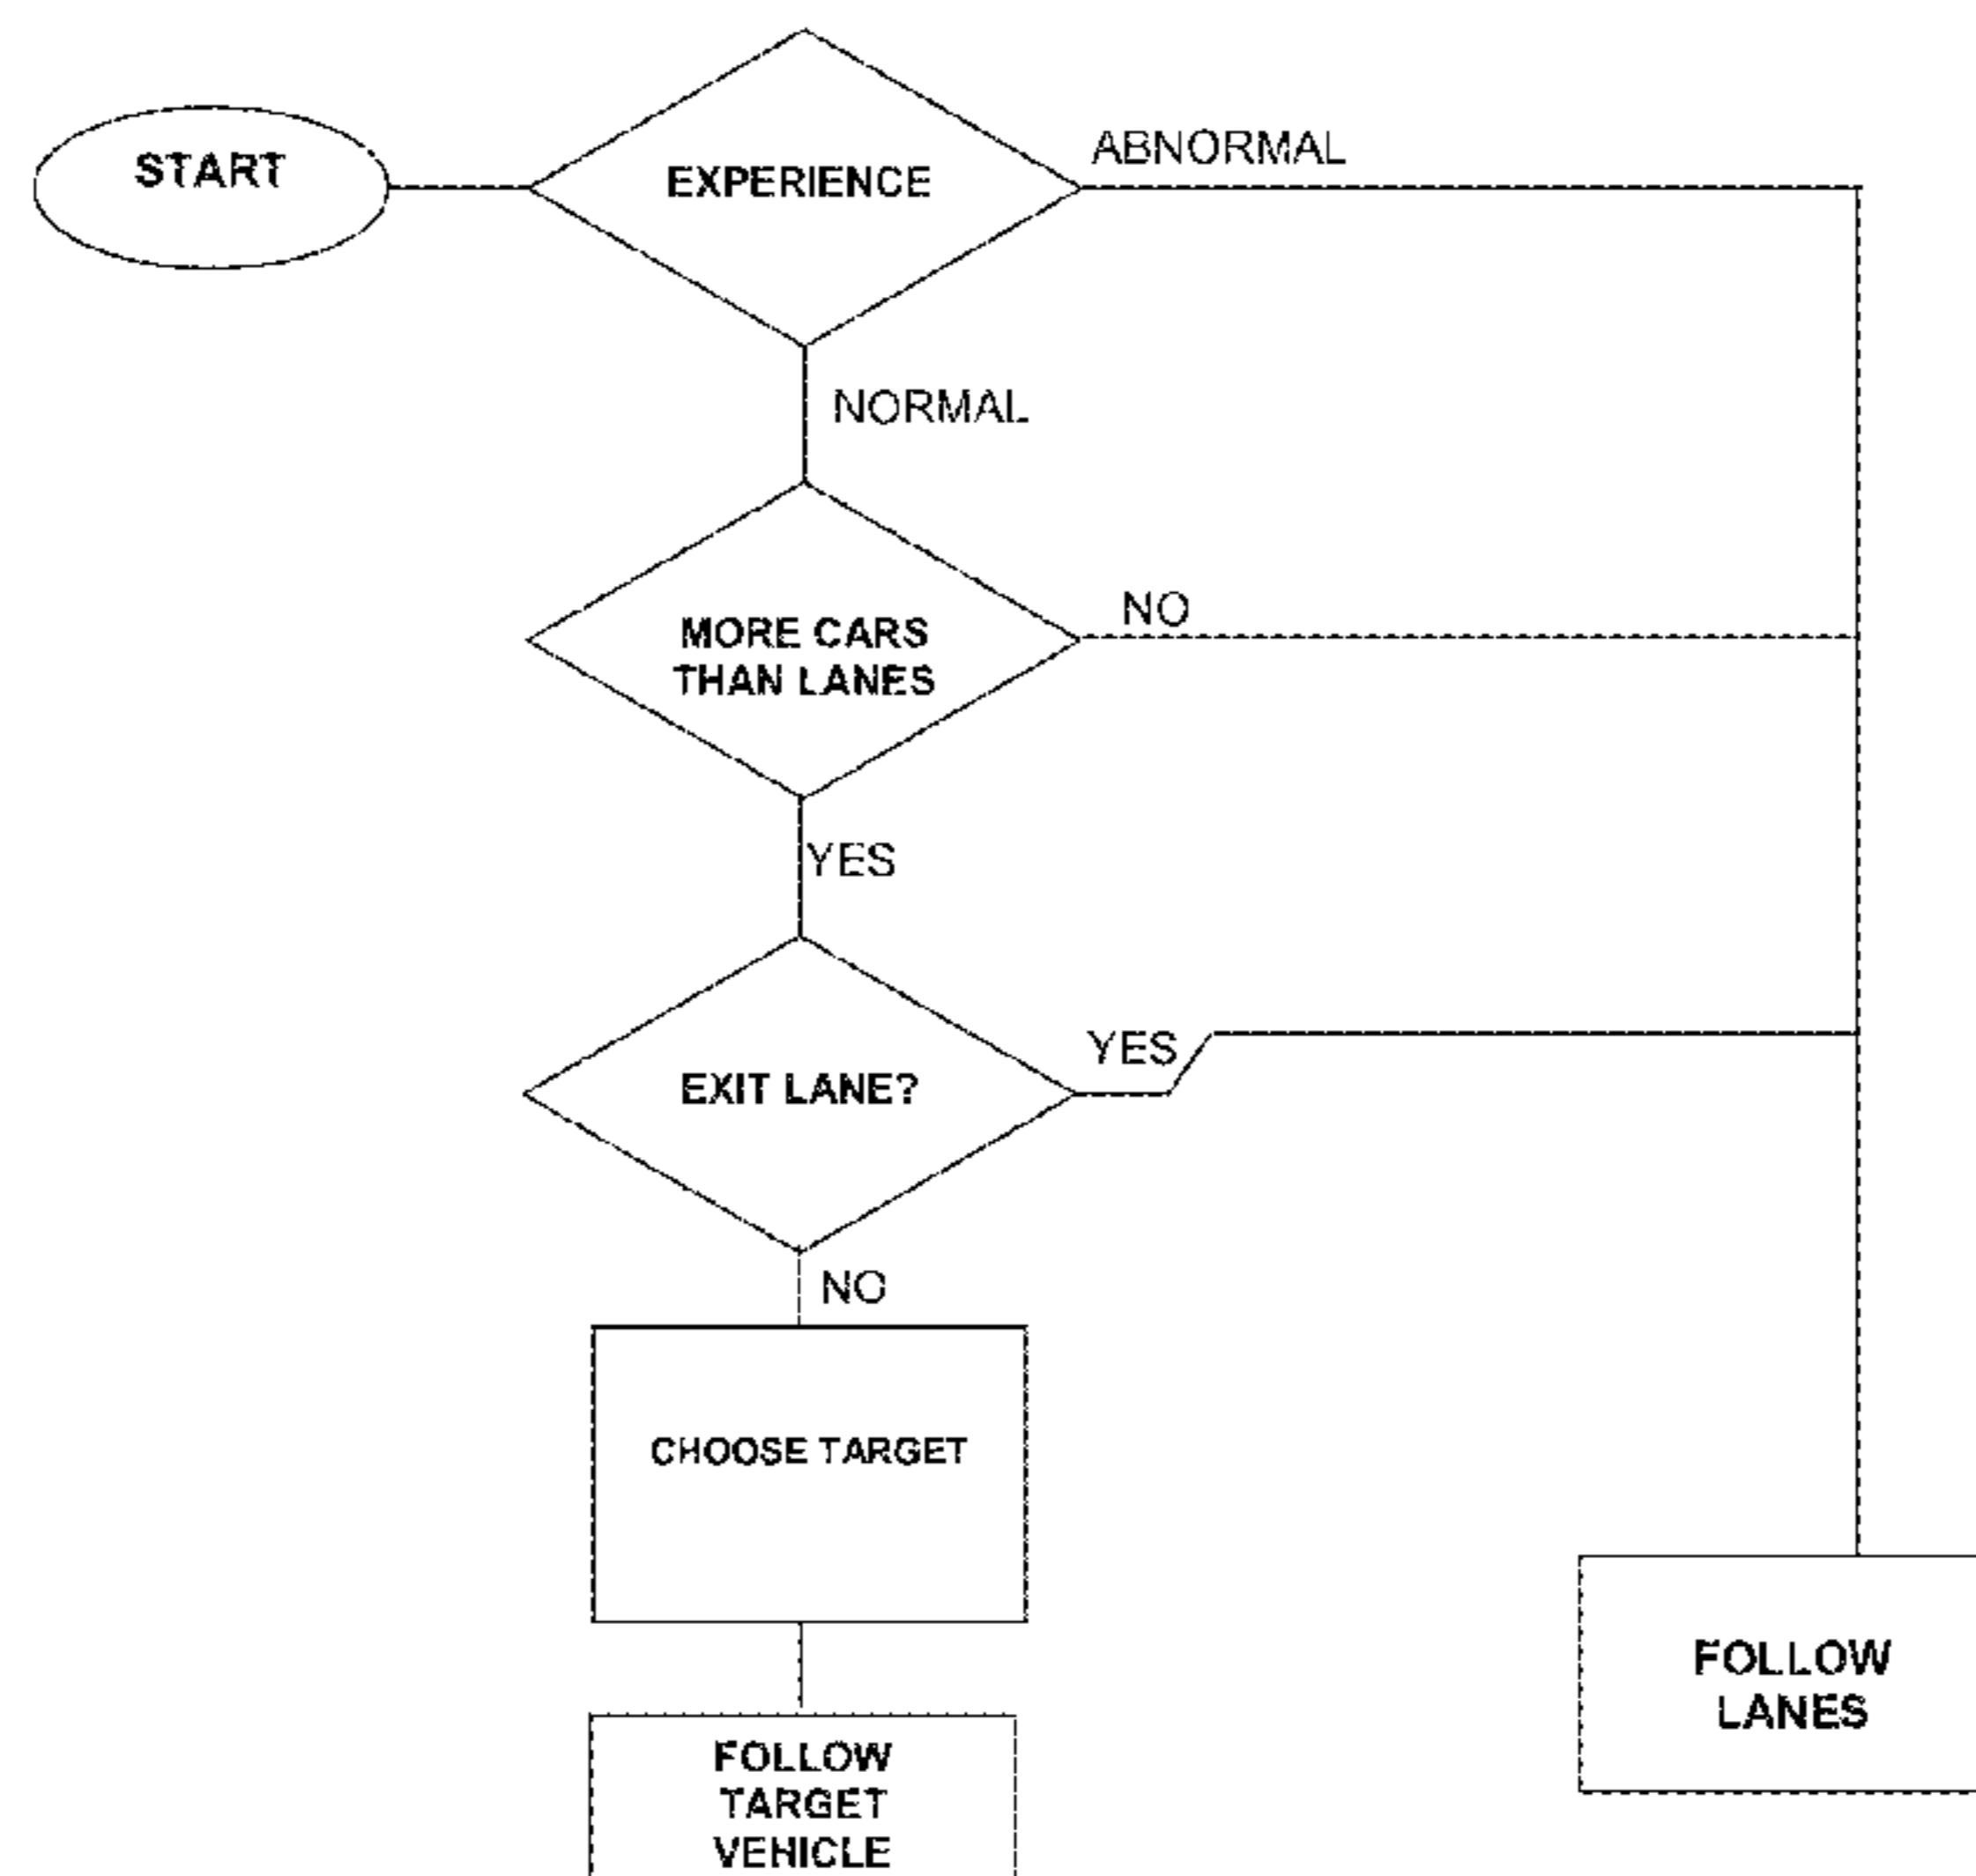 START
EXPERIENCE
ABNORMAL
NORMAL
MORE CARS
THAN LANES
NO
YES
EXIT LANE?
YES
NO
CHOOSE TARGET
FOLLOW
LANES
FOLLOW
TARGET
VEHICLE